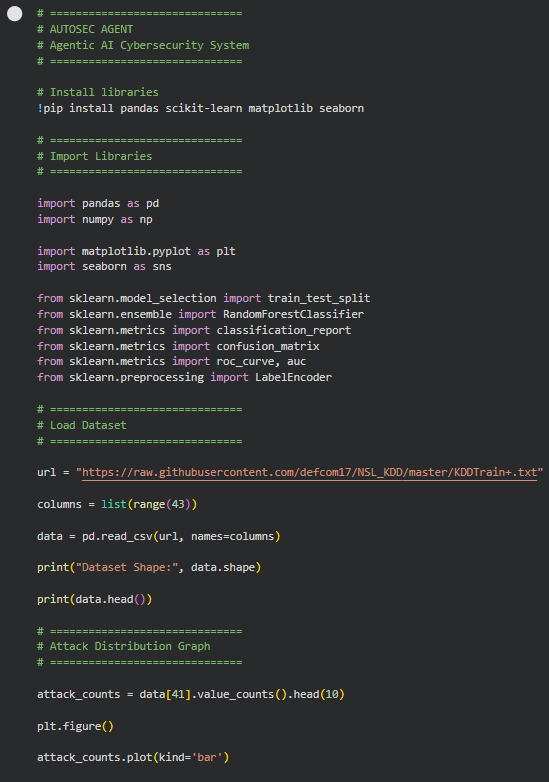 # ==============================
# AUTOSEC AGENT
# Agentic AI Cybersecurity System
# ==============================
# Install libraries
!pip install pandas scikit-learn matplotlib seaborn
# ==============================
# Import Libraries
# ==============================
import pandas as pd
import numpy as np
import matplotlib.pyplot as plt
import seaborn as sns
from sklearn.model_selection import train_test_split
from sklearn.ensemble import RandomForestClassifier
from sklearn.metrics import classification_report
from sklearn.metrics import confusion_matrix
from sklearn.metrics import roc_curve, auc
from sklearn.preprocessing import LabelEncoder
# ==============================
# Load Dataset
# ==============================
url = "https://raw.githubusercontent.com/defcom17/NSL_KDD/master/KDDTrain+.txt"
columns = list(range(43))
data = pd.read_csv(url, names=columns)
print("Dataset Shape:", data.shape)
print(data.head())
# ==============================
# Attack Distribution Graph
# ==============================
attack_counts = data[41].value_counts().head(10)
plt.figure()
attack_counts.plot(kind='bar')